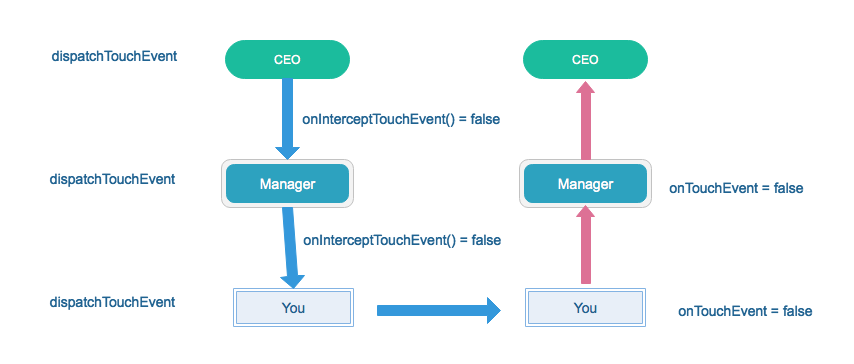 dispatchTouchEvent
CEO
CEO
onInterceptTouchEvent() = false
dispatchTouchEvent
Manager
Manager
onTouchEvent = false
onInterceptTouchEvent() = false
dispatchTouchEvent
You
You
onTouchEvent = false